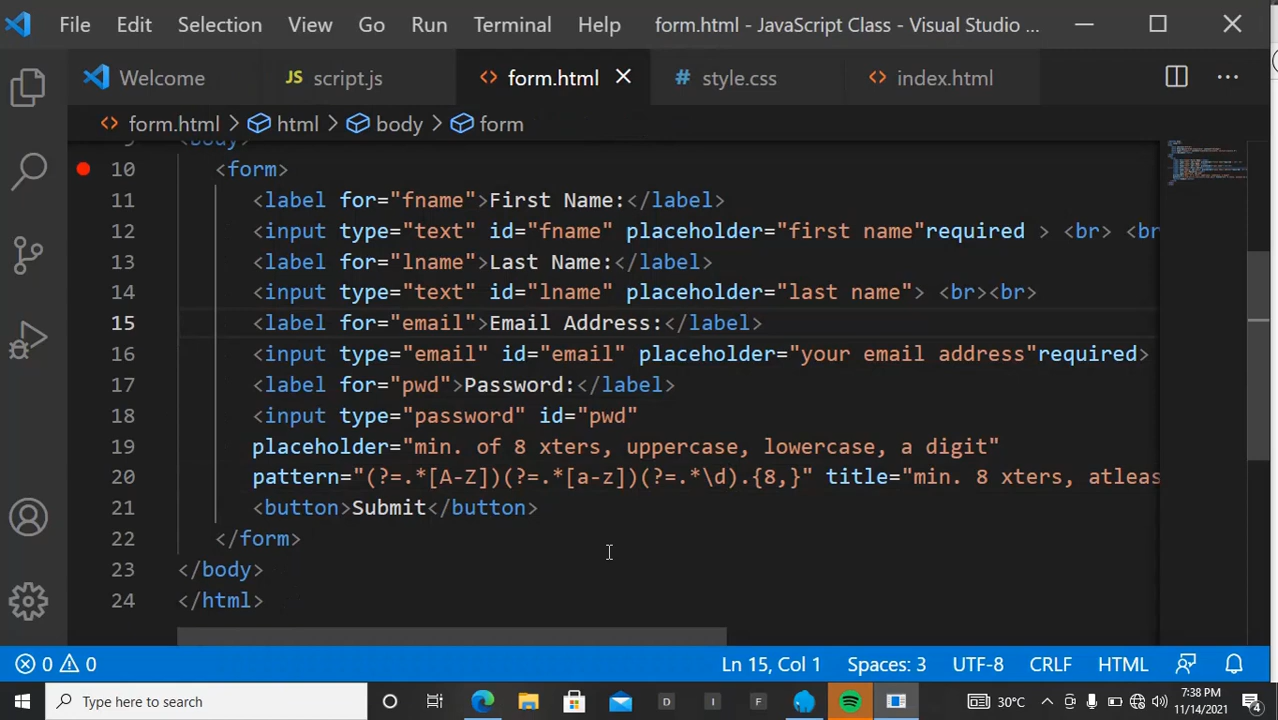 File Edit Selection View Go Run Terminal Help form.html - JavaScript Class - Visual Studio ...
Welcome JS script.js form.html # style.css index.html
form.html > html > body > form
9 <body>
10 <form>
11 <label for="fname">First Name:</label>
12 <input type="text" id="fname" placeholder="first name"required > <br> <br
13 <label for="lname">Last Name:</label>
14 <input type="text" id="lname" placeholder="last name"> <br><br>
15 <label for="email">Email Address:</label>
16 <input type="email" id="email" placeholder="your email address"required>
17 <label for="pwd">Password:</label>
18 <input type="password" id="pwd"
19 placeholder="min. of 8 xters, uppercase, lowercase, a digit"
20 pattern="(?=.*[A-Z])(?=.*[a-z])(?=.*\d).{8,}" title="min. 8 xters, atleas
21 <button>Submit</button>
22 </form>
23 </body>
24 </html>
0 0 Ln 15, Col 1 Spaces: 3 UTF-8 CRLF HTML
Type here to search D I F 30°C 7:38 PM
11/14/2021 4